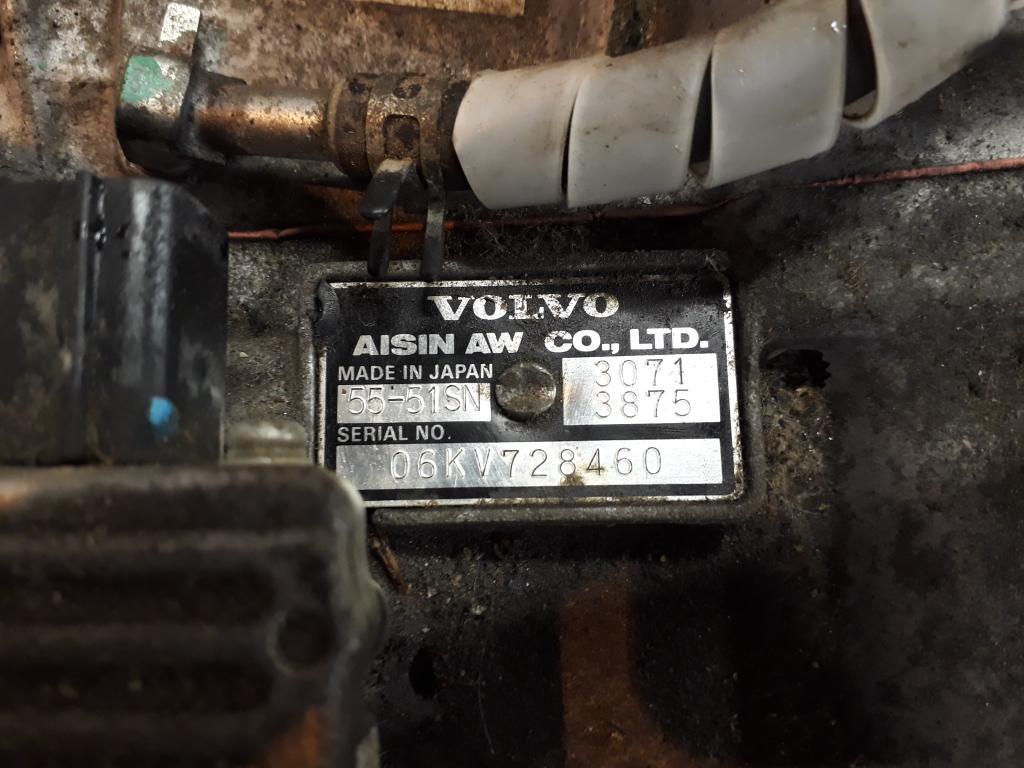 VOLVO
AISIN AW CO., LTD.
MADE IN JAPAN
55-51SN
3071
3875
SERIAL NO.
06KV728460